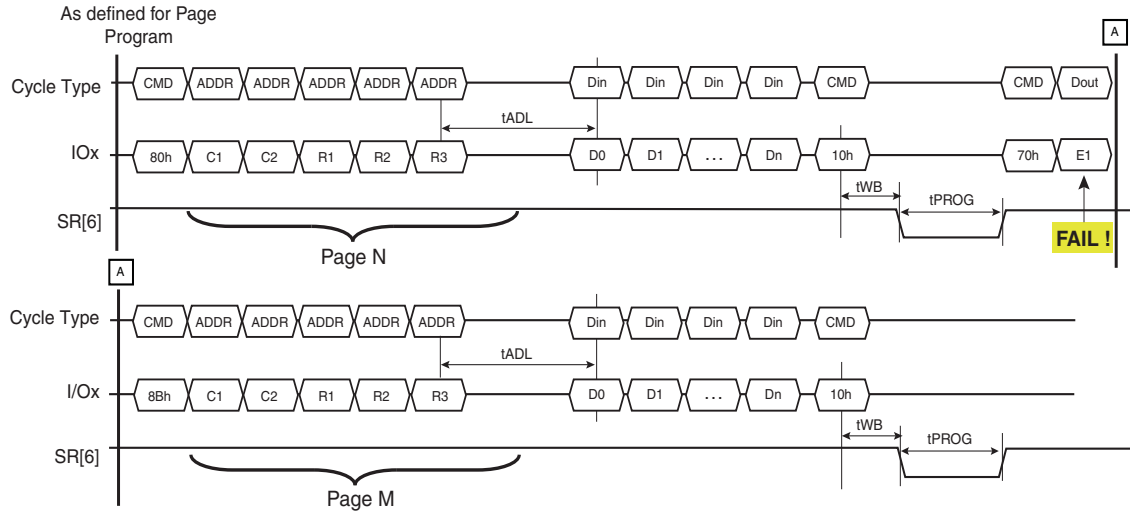 As defined for Page
Program
A
Cycle Type CMD ADDR ADDR ADDR ADDR ADDR Din Din Din Din CMD CMD Dout
tADL
IOx 80h C1 C2 R1 R2 R3 D0 D1 ... Dn 10h 70h E1
tWB tPROG
SR[6]
Page N
FAIL !
A
Cycle Type CMD ADDR ADDR ADDR ADDR ADDR Din Din Din Din CMD
tADL
I/Ox 8Bh C1 C2 R1 R2 R3 D0 D1 ... Dn 10h
tWB tPROG
SR[6]
Page M